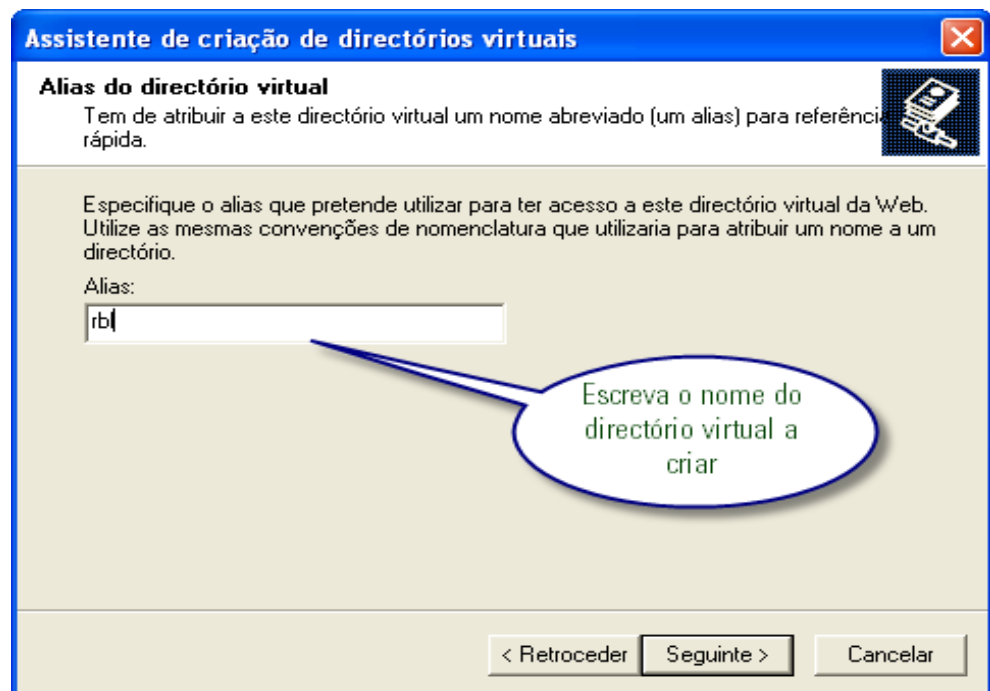 Assistente de criação de directórios virtuais
Alias do directório virtual
Tem de atribuir a este directório virtual um nome abreviado (um alias) para referência
rápida.
Especifique o alias que pretende utilizar para ter acesso a este directório virtual da Web.
Utilize as mesmas convenções de nomenclatura que utilizaria para atribuir um nome a um
directório.
Alias:
rbl
Escreva o nome do
directório virtual a
criar
< Retroceder
Seguinte >
Cancelar